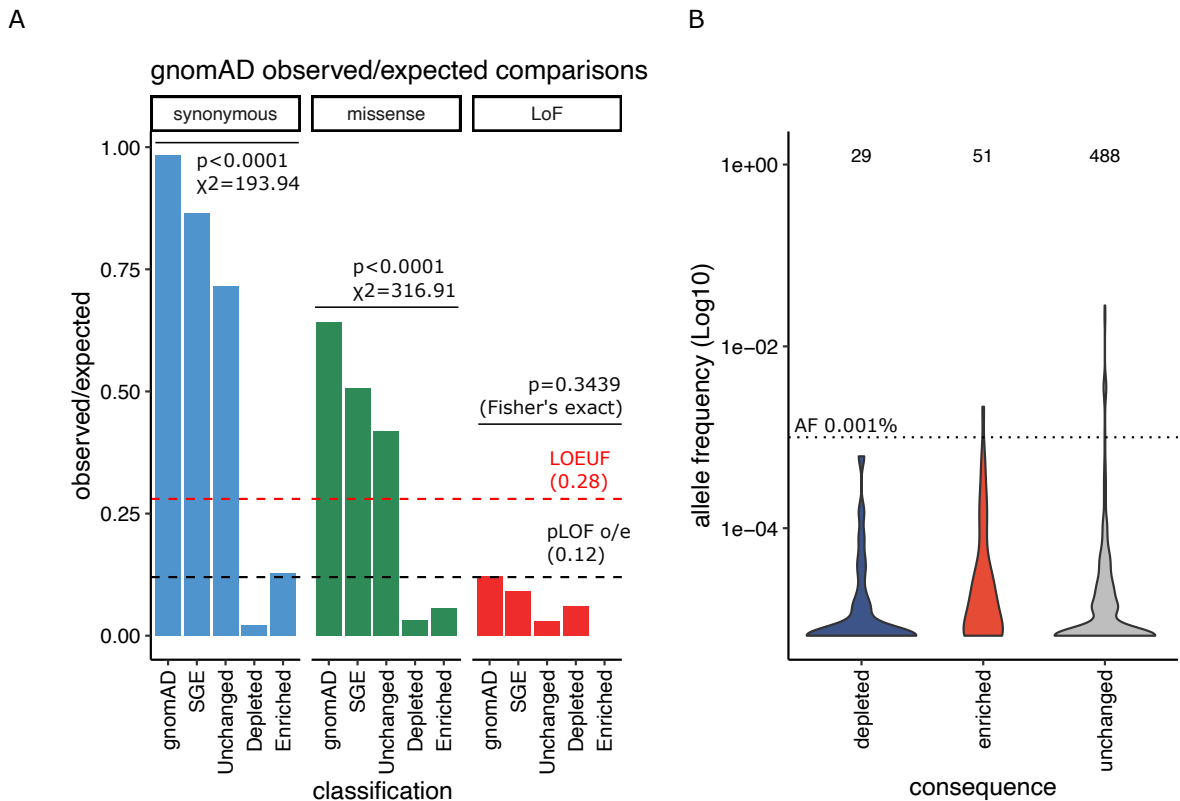 A
gnomAD observed/expected comparisons
synonymous
missense
LoF
observed/expected
1.00
0.75
0.50
0.25
0.00
p<0.0001
χ2=193.94
p<0.0001
χ2=316.91
p=0.3439
(Fisher's exact)
LOEUF
(0.28)
pLOF o/e
(0.12)
gnomAD
SGE
Unchanged
Depleted
Enriched
gnomAD
SGE
Unchanged
Depleted
Enriched
gnomAD
SGE
Unchanged
Depleted
Enriched
classification
B
allele frequency (Log10)
1e+00
1e−02
1e−04
29
51
488
AF 0.001%
depleted
enriched
unchanged
consequence